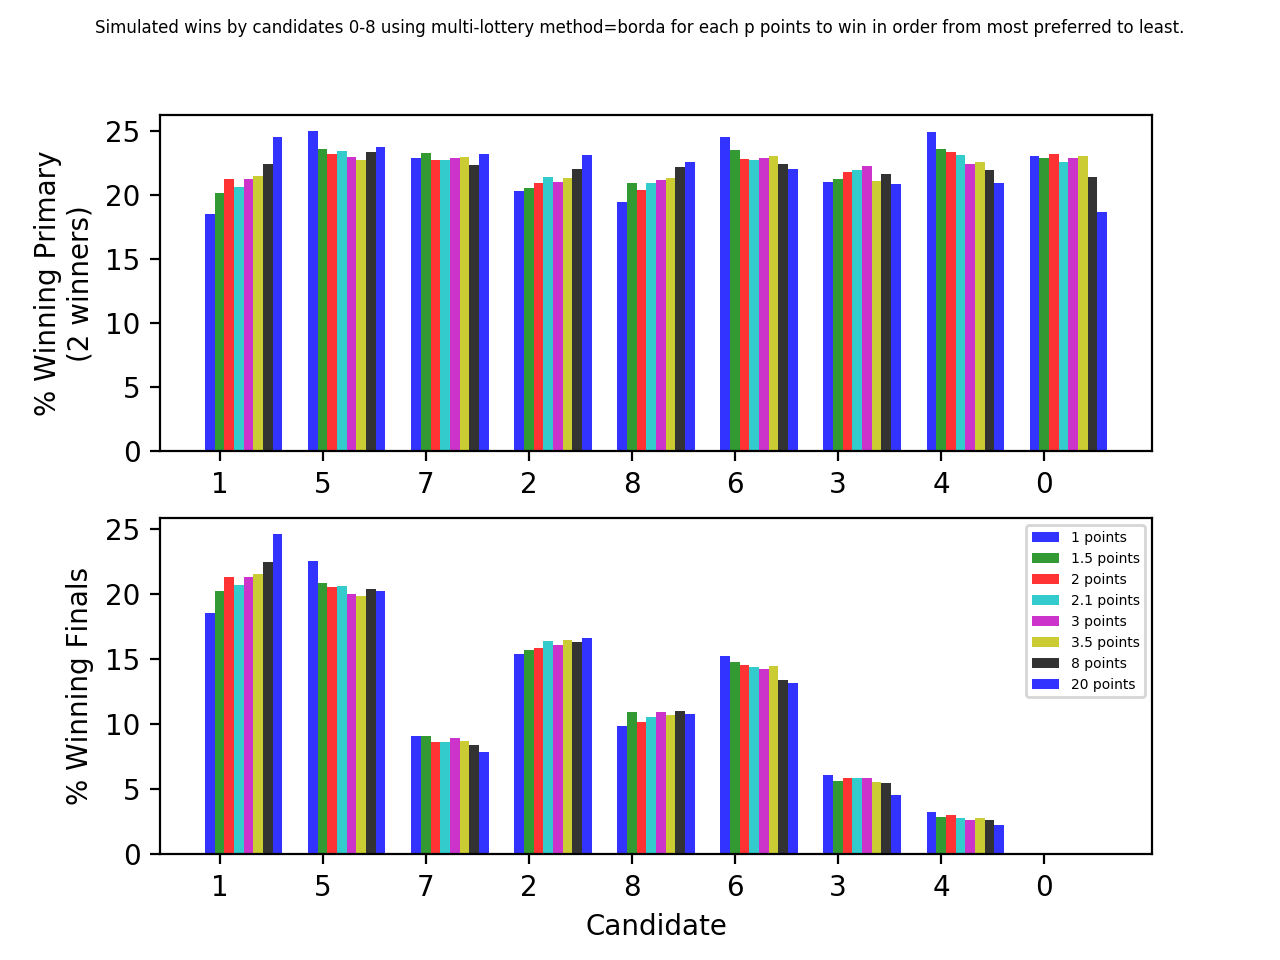 Simulated wins by candidates 0-8 using multi-lottery method=borda for each p points to win in order from most preferred to least.
% Winning Primary
(2 winners)
25
20
15
10
5
0
1 5 7 2 8 6 3 4 0
% Winning Finals
25
20
15
10
5
0
1 points
1.5 points
2 points
2.1 points
3 points
3.5 points
8 points
20 points
1 5 7 2 8 6 3 4 0
Candidate